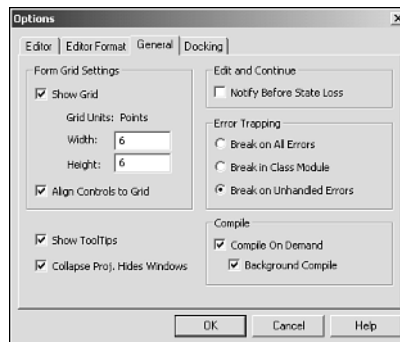 Options
Editor Editor Format General Docking
Form Grid Settings
Show Grid
Grid Units: Points
Width: 6
Height: 6
Align Controls to Grid
Show ToolTips
Collapse Proj. Hides Windows
Edit and Continue
Notify Before State Loss
Error Trapping
Break on All Errors
Break in Class Module
Break on Unhandled Errors
Compile
Compile On Demand
Background Compile
OK Cancel Help